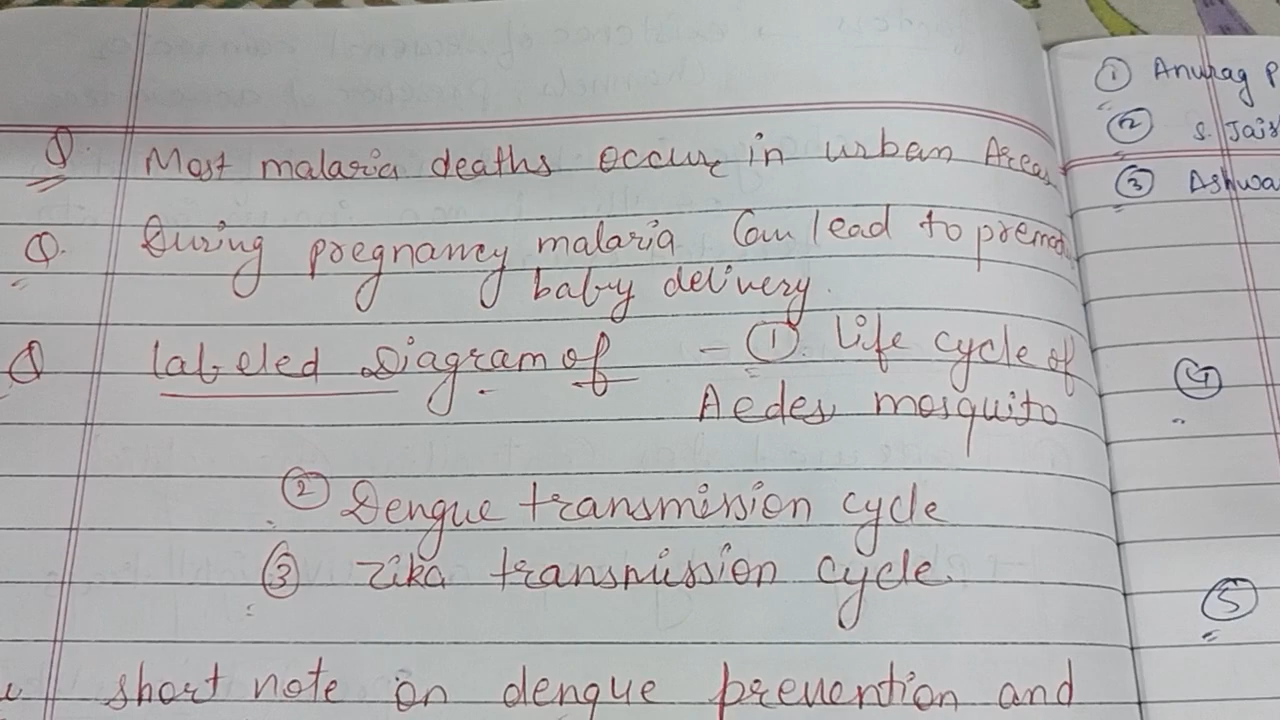 Q. Most malaria deaths occur in urban Areas
Q. During pregnancy malaria Can lead to premat
baby delivery.
Q labeled Diagram of - ① Life cycle of
Aedes mosquito
② Dengue transmission cycle
③ Zika transmission cycle.
short note on dengue prevention and
① Anurag P
② S. Jais
③ Ashwa
④
⑤